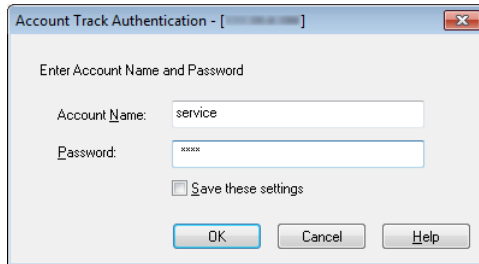 Account Track Authentication - [ ]
Enter Account Name and Password
Account Name: service
Password: ××××
Save these settings
OK Cancel Help